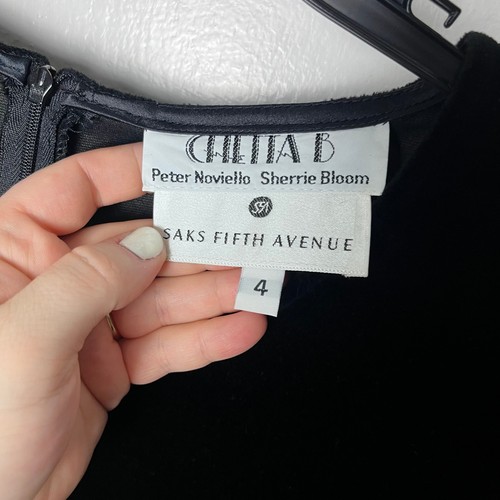 CHETTA B
Peter Noviello Sherrie Bloom
SAKS FIFTH AVENUE
4